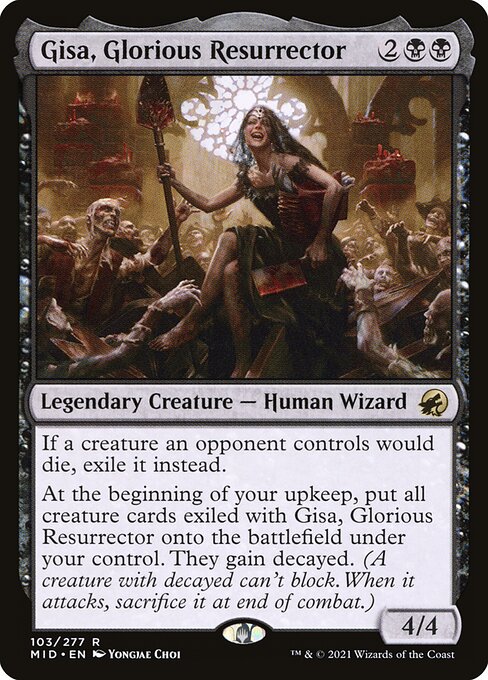 Gisa, Glorious Resurrector 2
Legendary Creature — Human Wizard
If a creature an opponent controls would
die, exile it instead.
At the beginning of your upkeep, put all
creature cards exiled with Gisa, Glorious
Resurrector onto the battlefield under
your control. They gain decayed. (A
creature with decayed can't block. When it
attacks, sacrifice it at end of combat.)
4/4
103/277 R
MID • EN Yongjae Choi
™ & © 2021 Wizards of the Coast